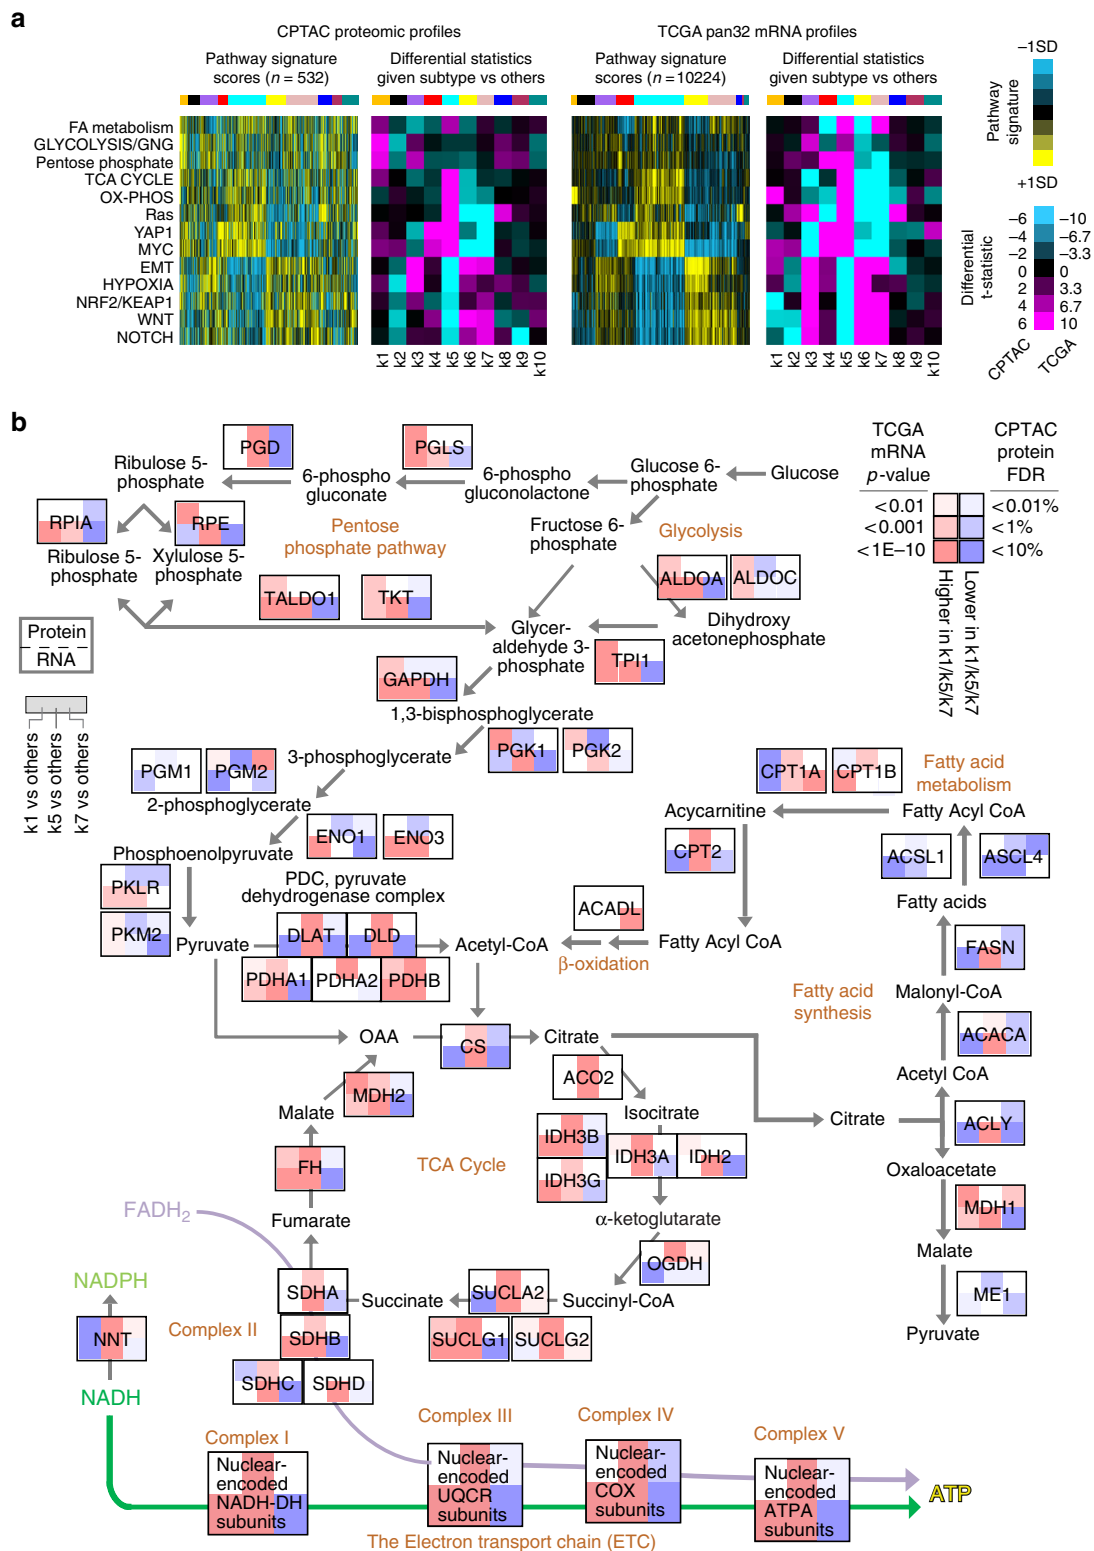 a
CPTAC proteomic profiles
TCGA pan32 mRNA profiles
Pathway signature
scores (n = 532)
Differential statistics
given subtype vs others
Pathway signature
scores (n = 10224)
Differential statistics
given subtype vs others
FA metabolism
GLYCOLYSIS/GNG
Pentose phosphate
TCA CYCLE
OX-PHOS
Ras
YAP1
MYC
EMT
HYPOXIA
NRF2/KEAP1
WNT
NOTCH
k1 k2 k3 k4 k5 k6 k7 k8 k9 k10
k1 k2 k3 k4 k5 k6 k7 k8 k9 k10
−1SD
Pathway
signature
+1SD
Differential
t-statistic
−6 −10
−4 −6.7
−2 −3.3
0 0
2 3.3
4 6.7
6 10
CPTAC
TCGA
b
TCGA
mRNA
p-value
CPTAC
protein
FDR
<0.01 <0.01%
<0.001 <1%
<1E−10 <10%
Higher in k1/k5/k7
Lower in k1/k5/k7
PGD
PGLS
Ribulose 5-
phosphate
6-phospho
gluconate
6-phospho
gluconolactone
Glucose 6-
phosphate
Glucose
RPIA
RPE
Pentose
phosphate pathway
Fructose 6-
phosphate
Glycolysis
Ribulose 5-
phosphate
Xylulose 5-
phosphate
TALDO1
TKT
ALDOA
ALDOC
Protein
RNA
Glycer-
aldehyde 3-
phosphate
Dihydroxy
acetonephosphate
TPI1
GAPDH
k1 vs others
k5 vs others
k7 vs others
1,3-bisphosphoglycerate
PGK1
PGK2
3-phosphoglycerate
PGM1
PGM2
2-phosphoglycerate
ENO1
ENO3
CPT1A
CPT1B
Fatty acid
metabolism
Acycarnitine
Fatty Acyl CoA
Phosphoenolpyruvate
CPT2
ACSL1
ASCL4
PKLR
PDC, pyruvate
dehydrogenase complex
ACADL
Fatty acids
PKM2
Pyruvate
DLAT
DLD
Acetyl-CoA
Fatty Acyl CoA
FASN
β-oxidation
PDHA1
PDHA2
PDHB
Fatty acid
synthesis
Malonyl-CoA
OAA
CS
Citrate
ACACA
ACO2
Acetyl CoA
MDH2
Malate
Isocitrate
Citrate
ACLY
IDH3B
IDH3A
IDH2
FH
TCA Cycle
IDH3G
Oxaloacetate
MDH1
FADH2
Fumarate
α-ketoglutarate
Malate
OGDH
NADPH
SDHA
Succinate
SUCLA2
Succinyl-CoA
ME1
NNT
Complex II
SDHB
SUCLG1
SUCLG2
Pyruvate
SDHC
SDHD
NADH
Complex I
Complex III
Complex IV
Complex V
Nuclear-
encoded
NADH-DH
subunits
Nuclear-
encoded
UQCR
subunits
Nuclear-
encoded
COX
subunits
Nuclear-
encoded
ATPA
subunits
ATP
The Electron transport chain (ETC)